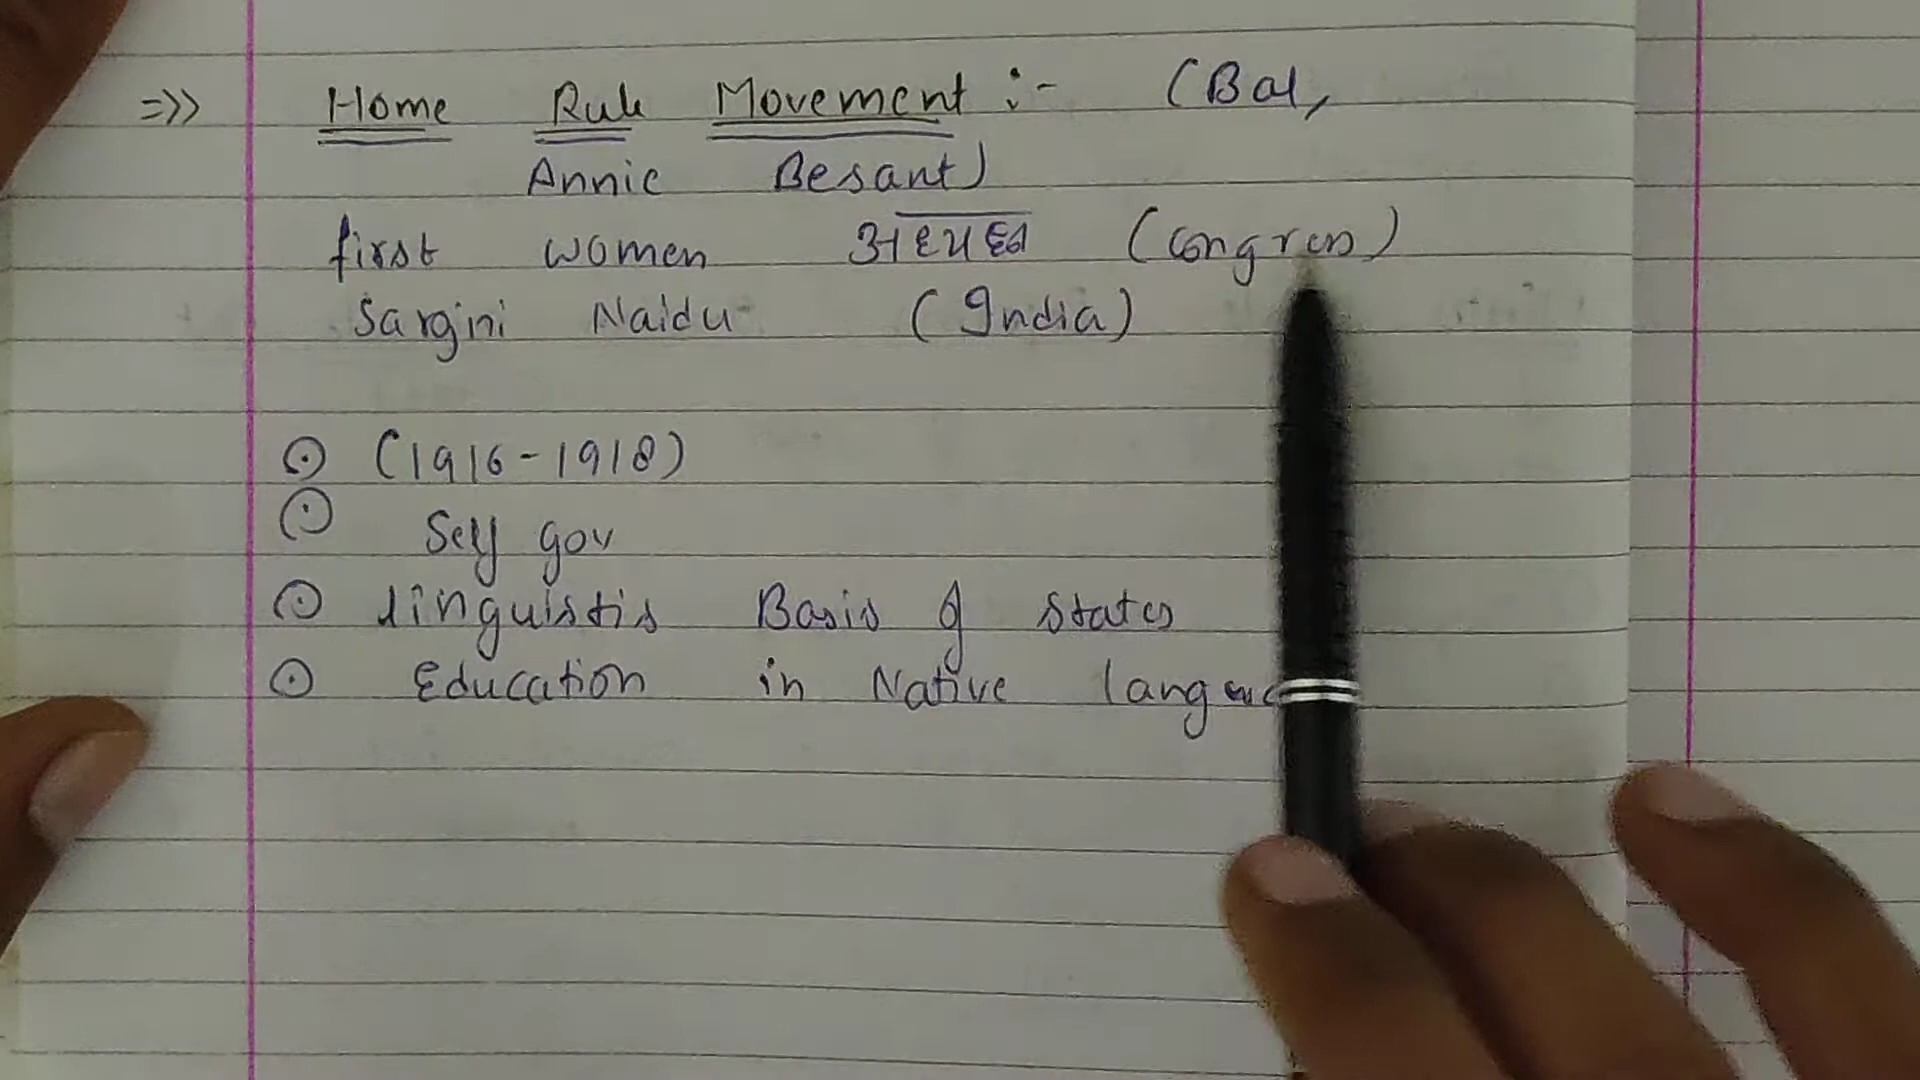 =>> Home Rule Movement :- (Bal,
Annie Besant)
first women अध्यक्ष (Congress)
Sargini Naidu (India)
⊙ (1916-1918)
⊙ Self gov
⊙ linguistis Basis of states
⊙ Education in Native